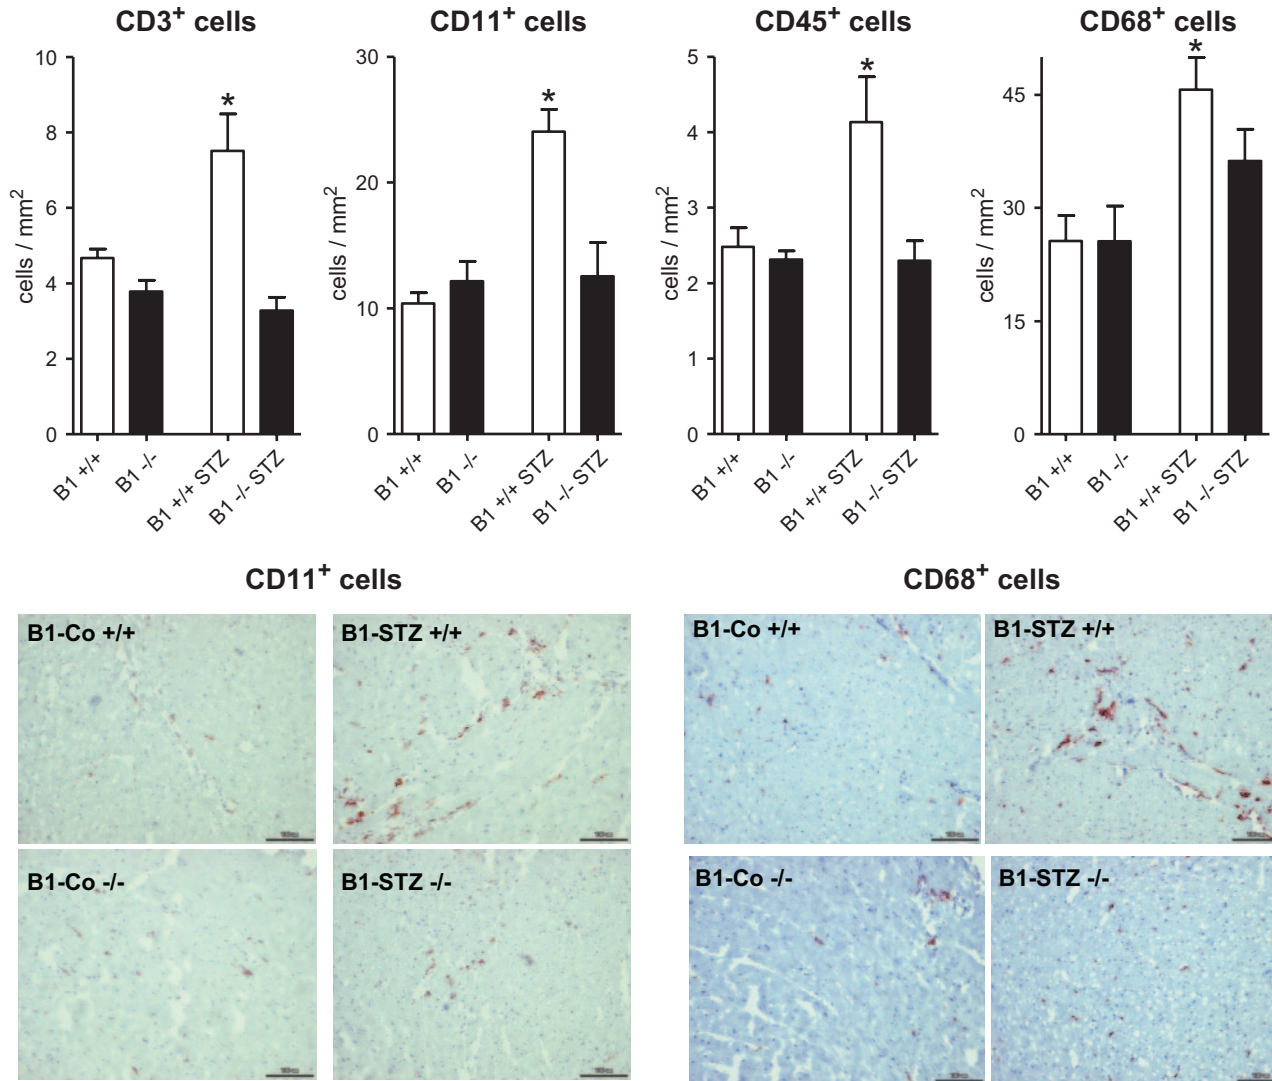 CD3+ cells
CD11+ cells
CD45+ cells
CD68+ cells
10
8
6
4
2
0
cells / mm2
*
B1 +/+
B1 -/-
B1 +/+ STZ
B1 -/- STZ
30
20
10
0
cells / mm2
*
B1 +/+
B1 -/-
B1 +/+ STZ
B1 -/- STZ
5
4
3
2
1
0
cells / mm2
*
B1 +/+
B1 -/-
B1 +/+ STZ
B1 -/- STZ
45
30
15
0
cells / mm2
*
B1 +/+
B1 -/-
B1 +/+ STZ
B1 -/- STZ
CD11+ cells
CD68+ cells
B1-Co +/+
B1-STZ +/+
B1-Co +/+
B1-STZ +/+
B1-Co -/-
B1-STZ -/-
B1-Co -/-
B1-STZ -/-